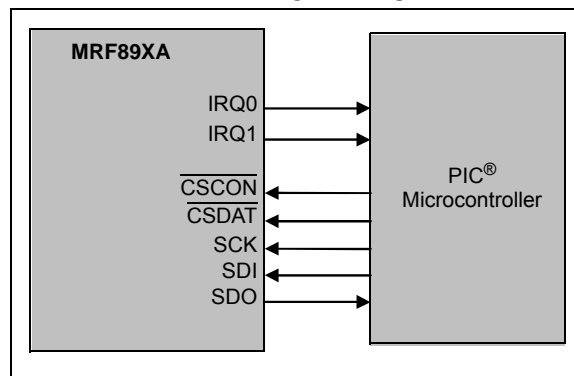 MRF89XA
IRQ0
IRQ1
CSCON
CSDAT
SCK
SDI
SDO
PIC®
Microcontroller